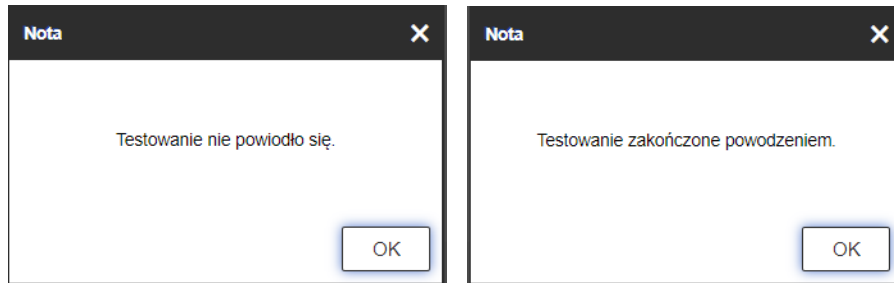 Nota
Testowanie nie powiodło się.
OK
Nota
Testowanie zakończone powodzeniem.
OK